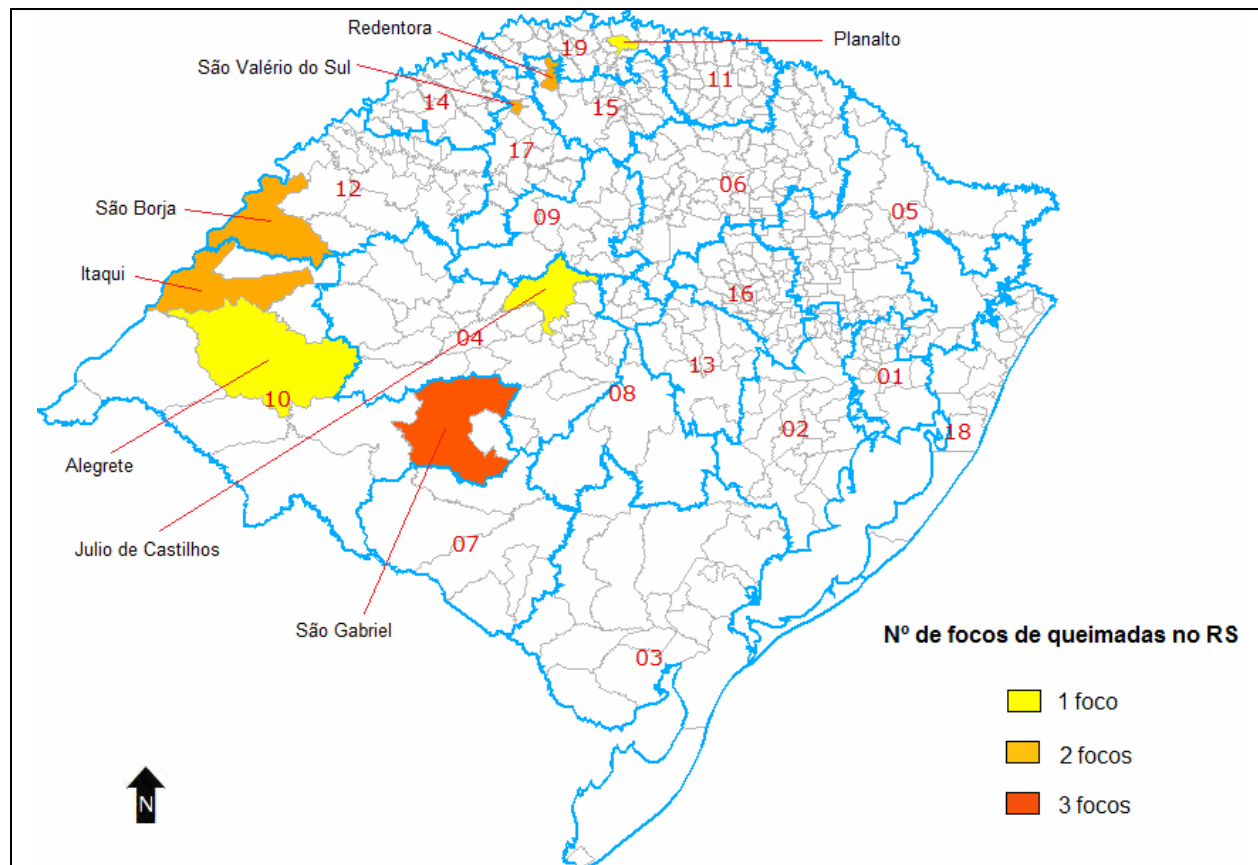 Redentora
Planalto
São Valério do Sul
19
11
14
15
17
12
06
São Borja
05
09
Itaqui
16
04
13
01
10
08
02
18
Alegrete
Julio de Castilhos
07
São Gabriel
Nº de focos de queimadas no RS
03
1 foco
2 focos
3 focos
N